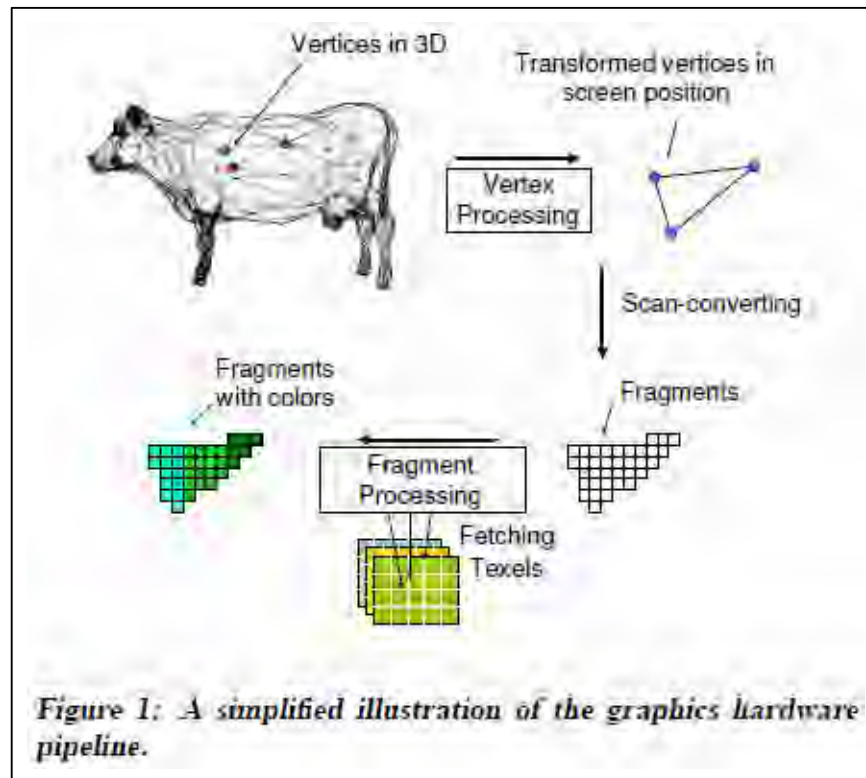 Vertices in 3D
Transformed vertices in
screen position
Vertex
Processing
Scan-converting
Fragments
with colors
Fragments
Fragment
Processing
Fetching
Texels
Figure 1: A simplified illustration of the graphics hardware
pipeline.